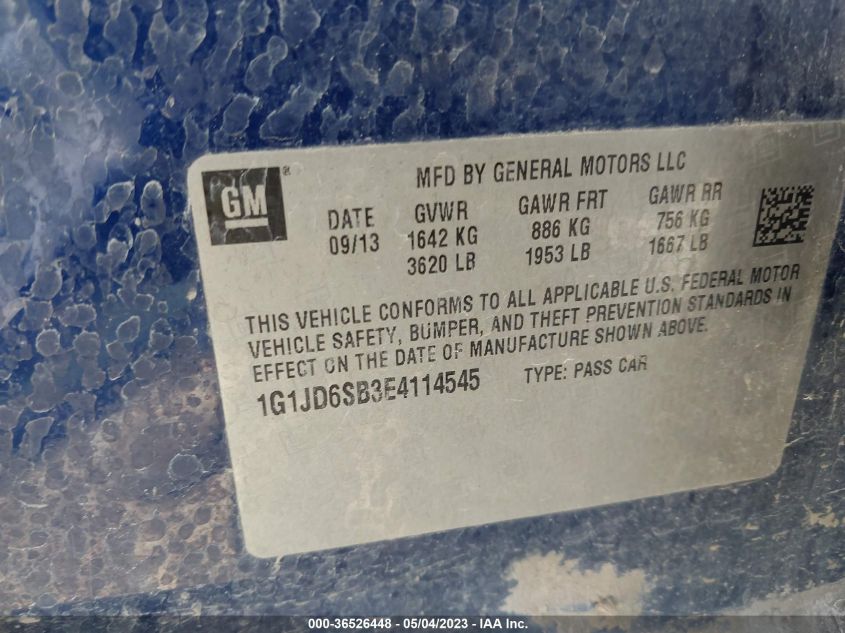 GM®
MFD BY GENERAL MOTORS LLC
DATE GVWR GAWR FRT GAWR RR
09/13 1642 KG 886 KG 756 KG
3620 LB 1953 LB 1667 LB
THIS VEHICLE CONFORMS TO ALL APPLICABLE U.S. FEDERAL MOTOR
VEHICLE SAFETY, BUMPER, AND THEFT PREVENTION STANDARDS IN
EFFECT ON THE DATE OF MANUFACTURE SHOWN ABOVE.
1G1JD6SB3E4114545 TYPE: PASS CAR
000-36526448 - 05/04/2023 - IAA Inc.